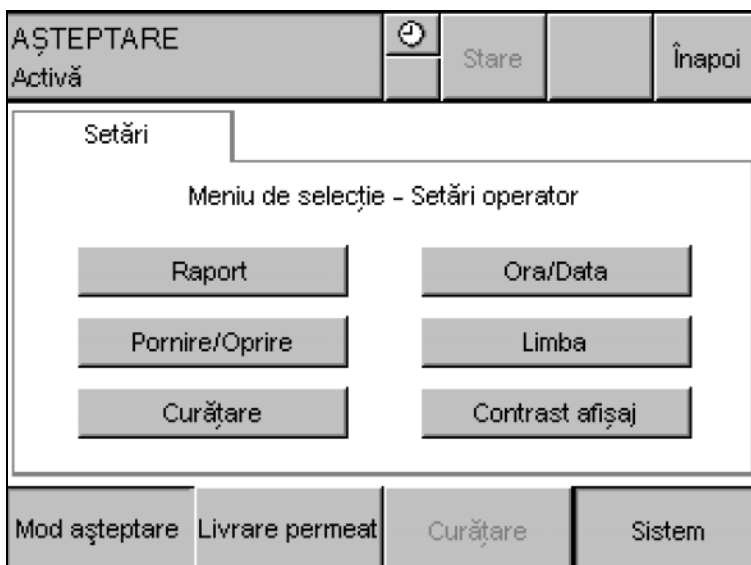 AȘTEPTARE
Activă
Stare
Înapoi
Setări
Meniu de selecție - Setări operator
Raport
Ora/Data
Pornire/Oprire
Limba
Curățare
Contrast afișaj
Mod așteptare
Livrare permeat
Curățare
Sistem